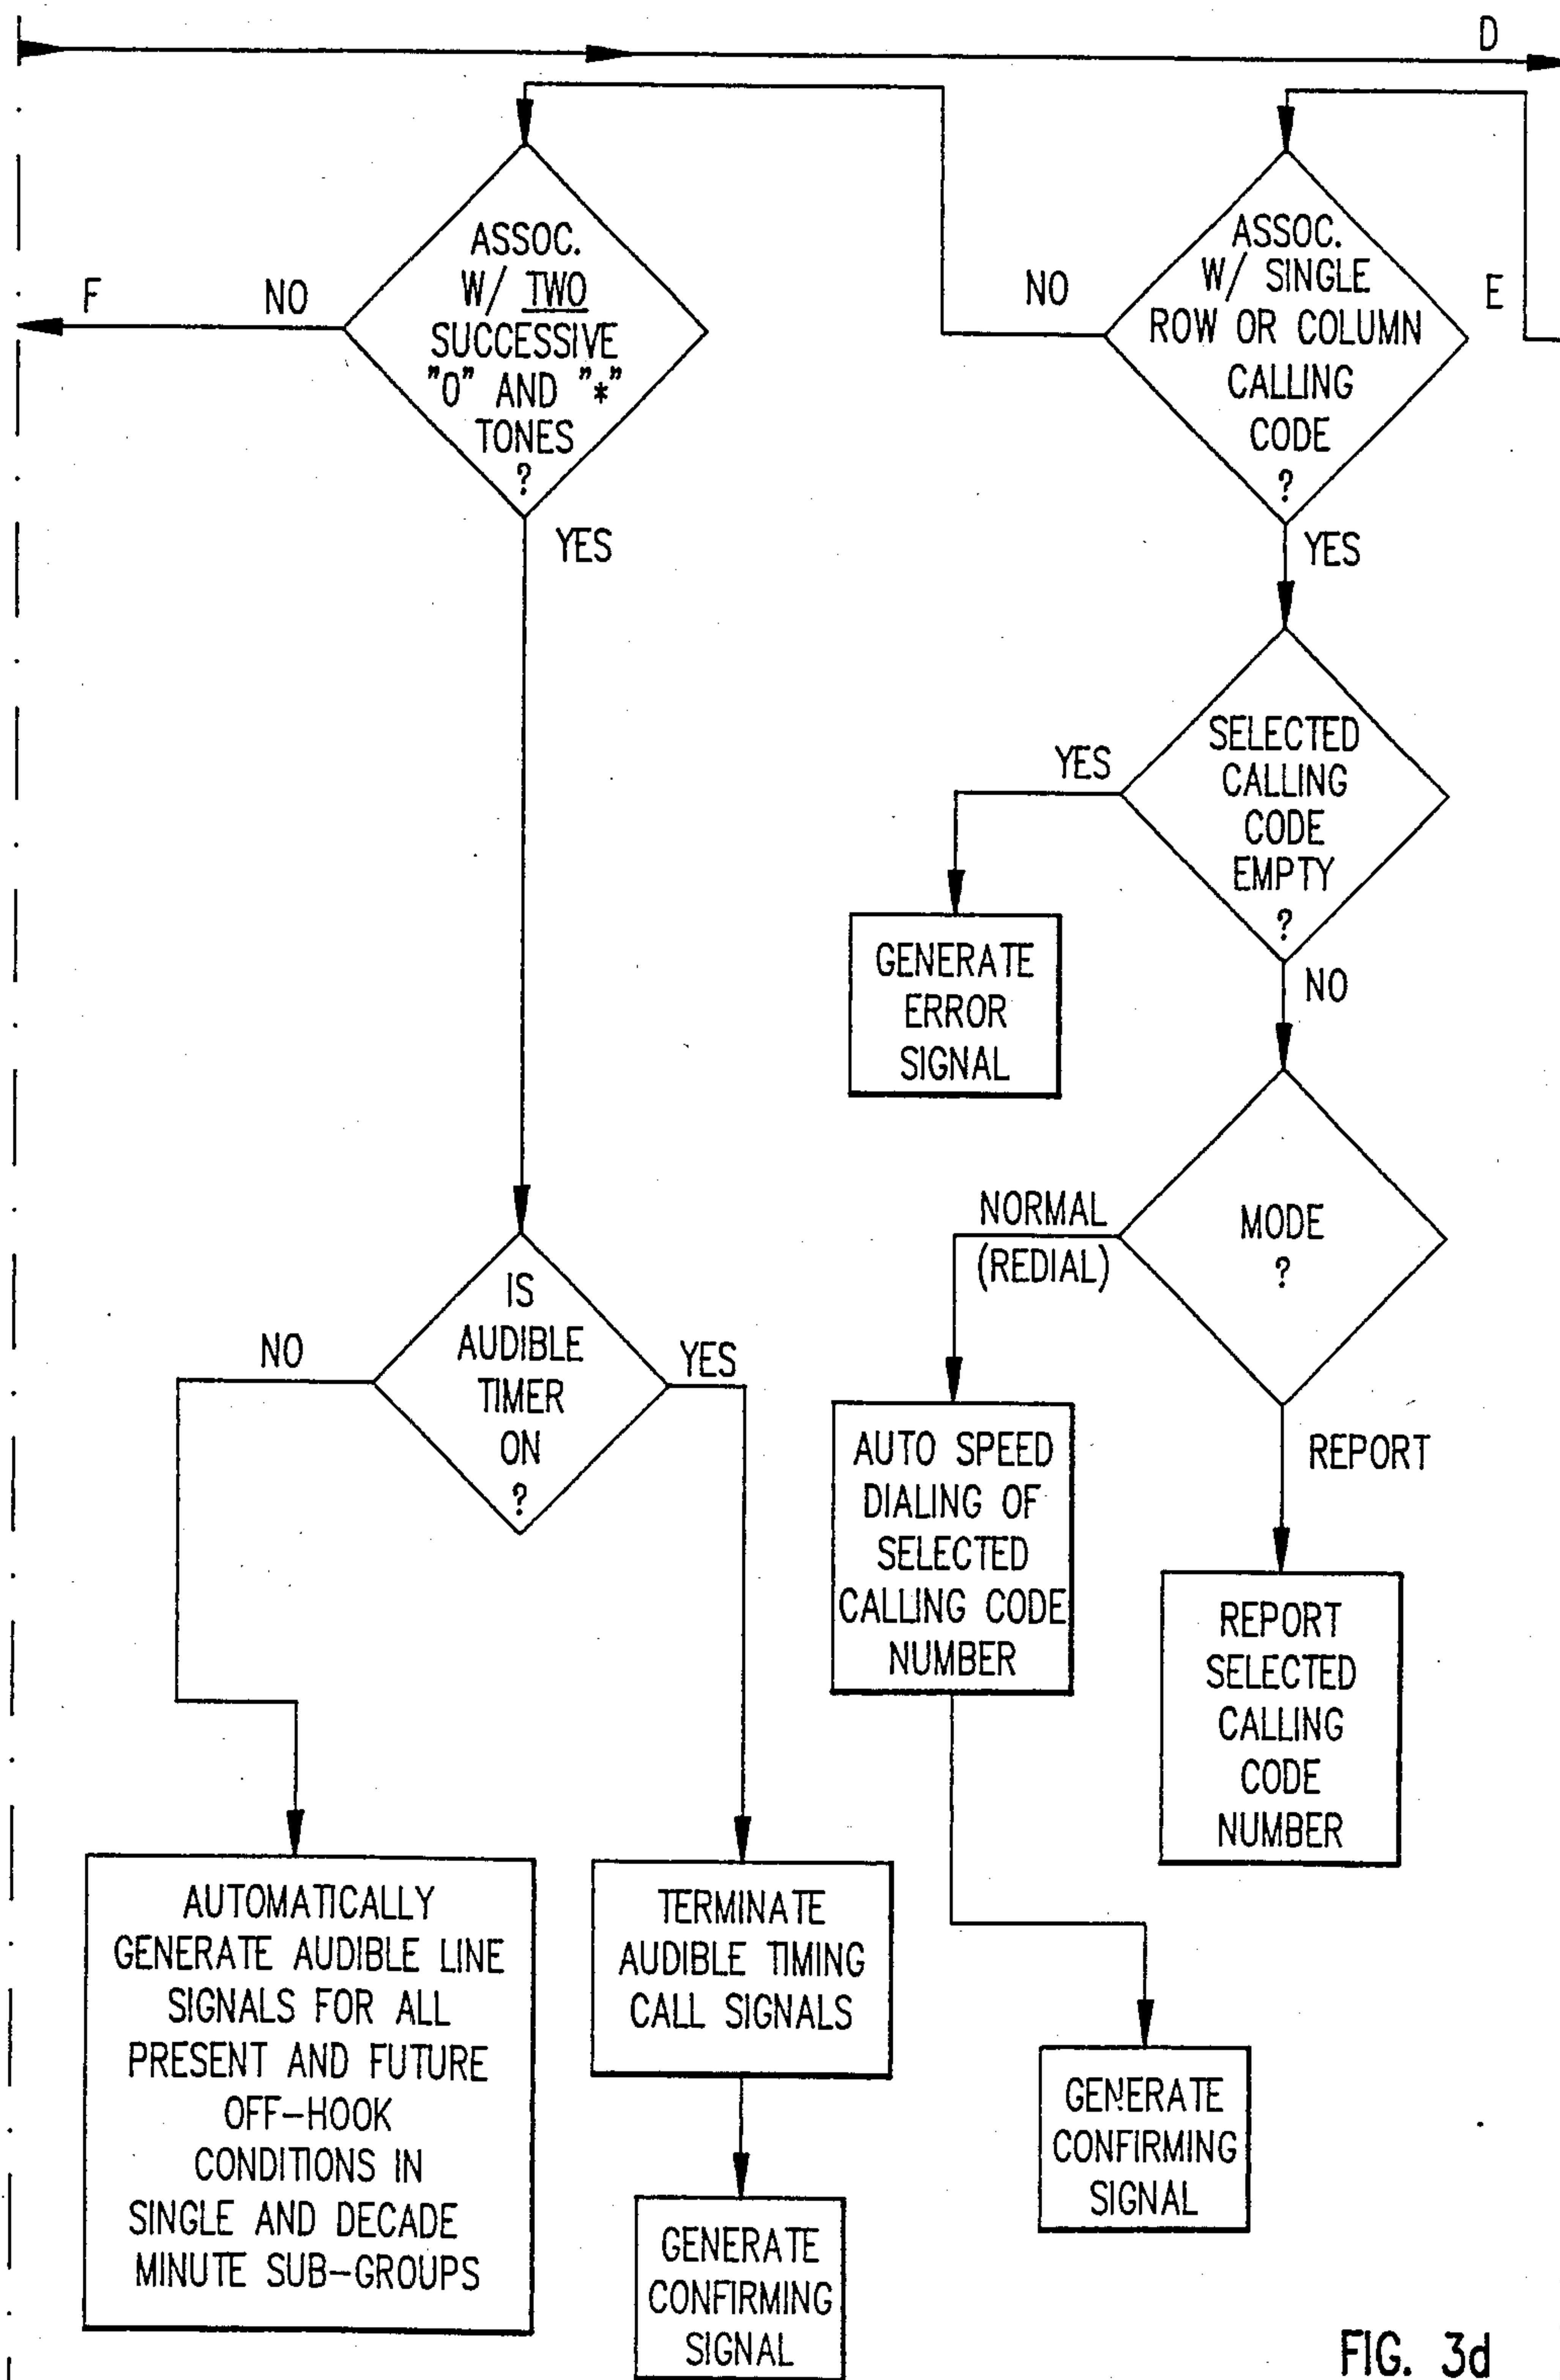 D
ASSOC.
W/ TWO
SUCCESSIVE
"0" AND "*"
TONES
?
F
NO
YES
ASSOC.
W/ SINGLE
ROW OR COLUMN
CALLING
CODE
?
NO
E
YES
SELECTED
CALLING
CODE
EMPTY
?
YES
NO
GENERATE
ERROR
SIGNAL
MODE
?
NORMAL
(REDIAL)
REPORT
IS
AUDIBLE
TIMER
ON
?
NO
YES
AUTO SPEED
DIALING OF
SELECTED
CALLING CODE
NUMBER
REPORT
SELECTED
CALLING
CODE
NUMBER
AUTOMATICALLY
GENERATE AUDIBLE LINE
SIGNALS FOR ALL
PRESENT AND FUTURE
OFF-HOOK
CONDITIONS IN
SINGLE AND DECADE
MINUTE SUB-GROUPS
TERMINATE
AUDIBLE TIMING
CALL SIGNALS
GENERATE
CONFIRMING
SIGNAL
GENERATE
CONFIRMING
SIGNAL
FIG. 3d